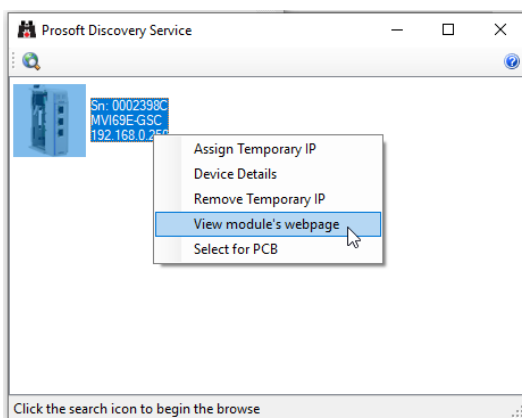 Prosoft Discovery Service
Sn: 0002398C
MVI69E-GSC
Assign Temporary IP
Device Details
Remove Temporary IP
View module's webpage
Select for PCB
Click the search icon to begin the browse